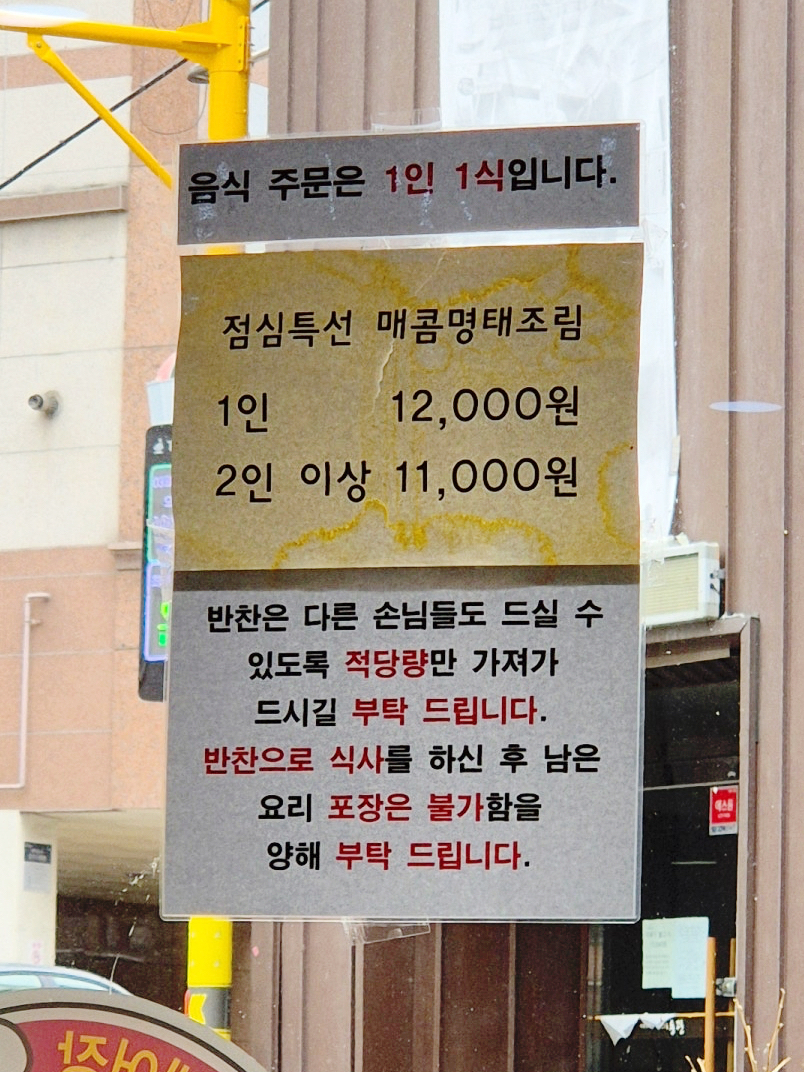 음식 주문은 1인 1식입니다.
점심특선 매콤명태조림
1인 12,000원
2인 이상 11,000원
반찬은 다른 손님들도 드실 수
있도록 적당량만 가져가
드시길 부탁 드립니다.
반찬으로 식사를 하신 후 남은
요리 포장은 불가함을
양해 부탁 드립니다.
에스원